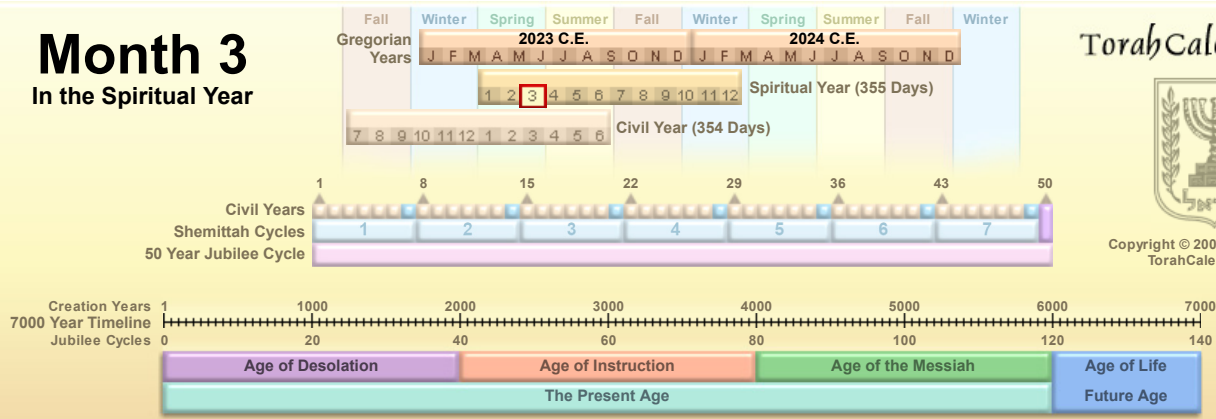 Month 3
In the Spiritual Year
Fall Winter Spring Summer Fall Winter Spring Summer Fall Winter
Gregorian Years
2023 C.E. 2024 C.E.
J F M A M J J A S O N D J F M A M J J A S O N D
1 2 3 4 5 6 7 8 9 10 11 12 Spiritual Year (355 Days)
7 8 9 10 11 12 1 2 3 4 5 6 Civil Year (354 Days)
TorahCale
Copyright © 200
TorahCale
1 8 15 22 29 36 43 50
Civil Years
Shemittah Cycles 1 2 3 4 5 6 7
50 Year Jubilee Cycle
Creation Years 1 1000 2000 3000 4000 5000 6000 7000
7000 Year Timeline
Jubilee Cycles 0 20 40 60 80 100 120 140
Age of Desolation Age of Instruction Age of the Messiah Age of Life
The Present Age Future Age